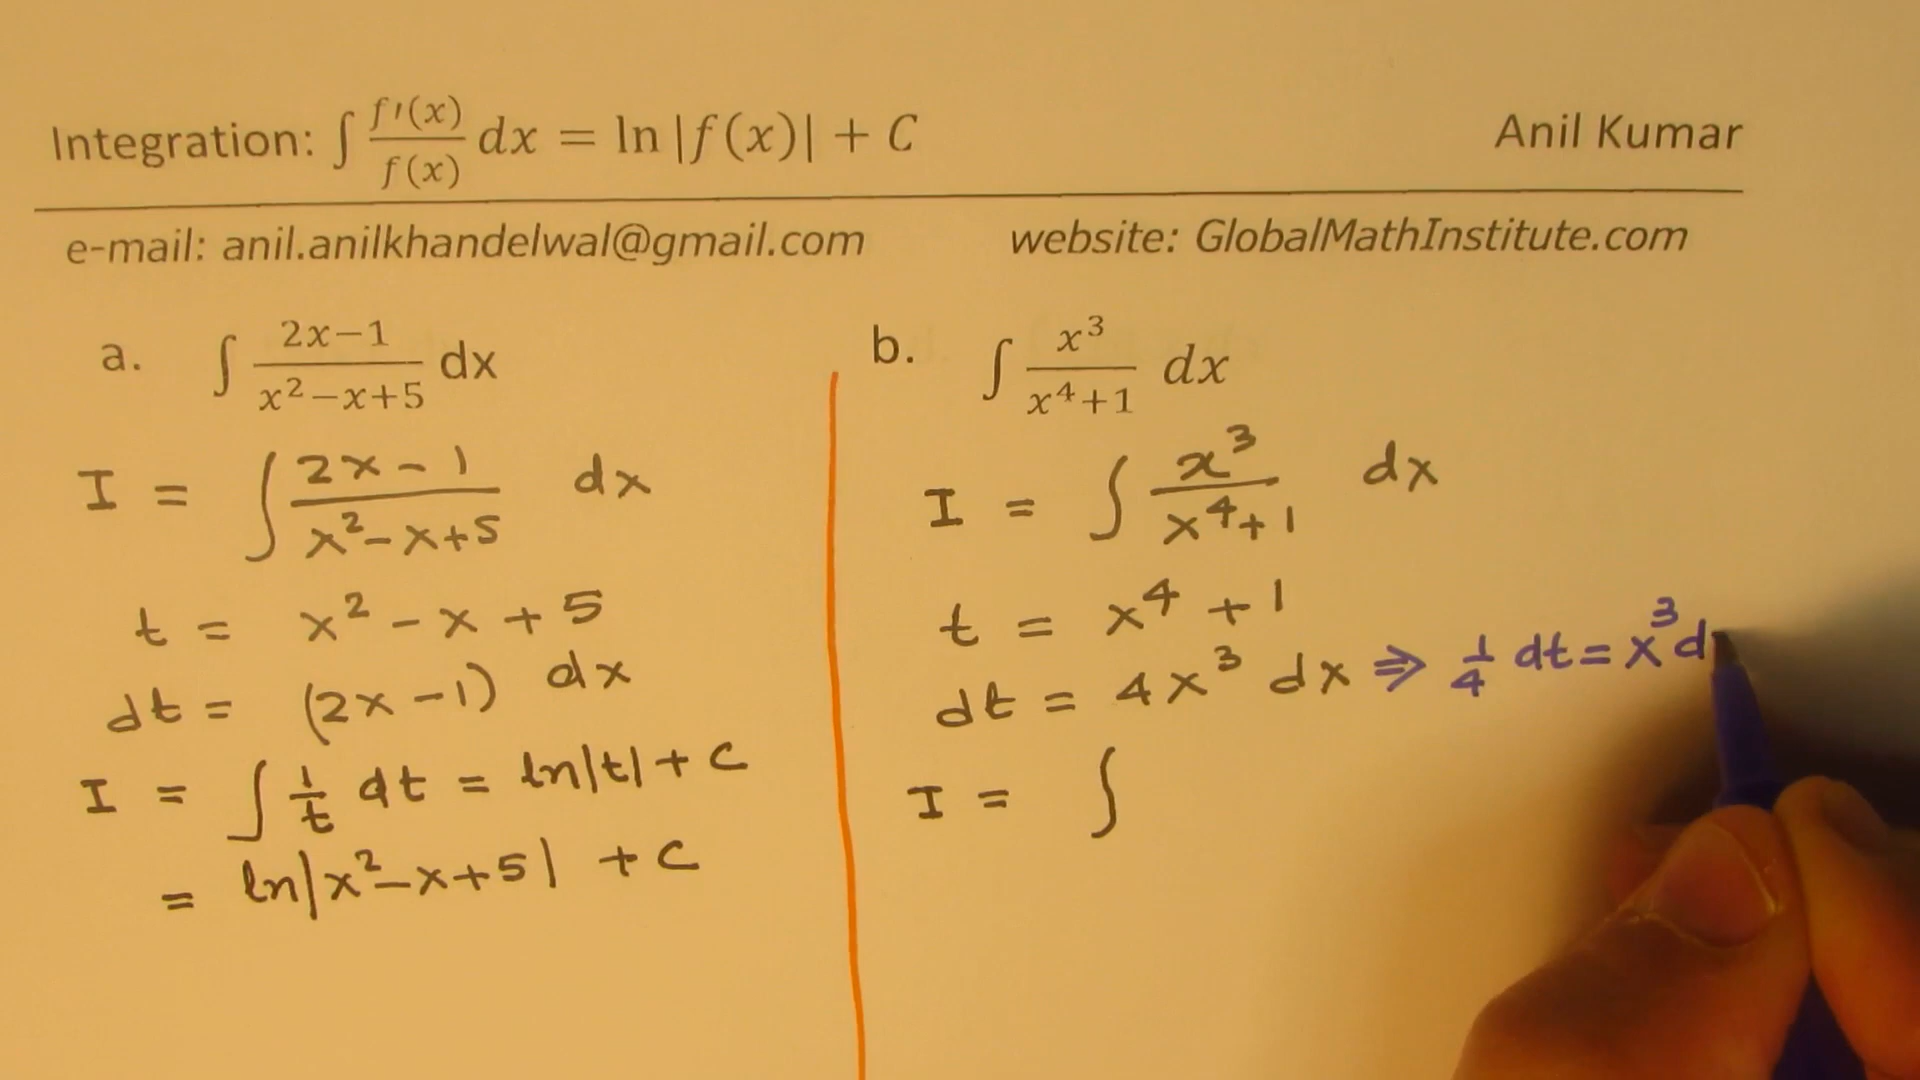 Integration: ∫ f′(x)/f(x) dx = ln |f(x)| + C
Anil Kumar
e-mail: anil.anilkhandelwal@gmail.com
website: GlobalMathInstitute.com
a. ∫ (2x−1)/(x²−x+5) dx
I = ∫ (2x − 1)/(x²−x+5) dx
t = x² − x + 5
dt = (2x −1) dx
I = ∫ 1/t dt = ln|t| + C
= ln|x²−x+5| + C
b. ∫ x³/(x⁴+1) dx
I = ∫ x³/(x⁴+1) dx
t = x⁴ + 1
dt = 4x³ dx ⇒ 1/4 dt = x³ d
I = ∫